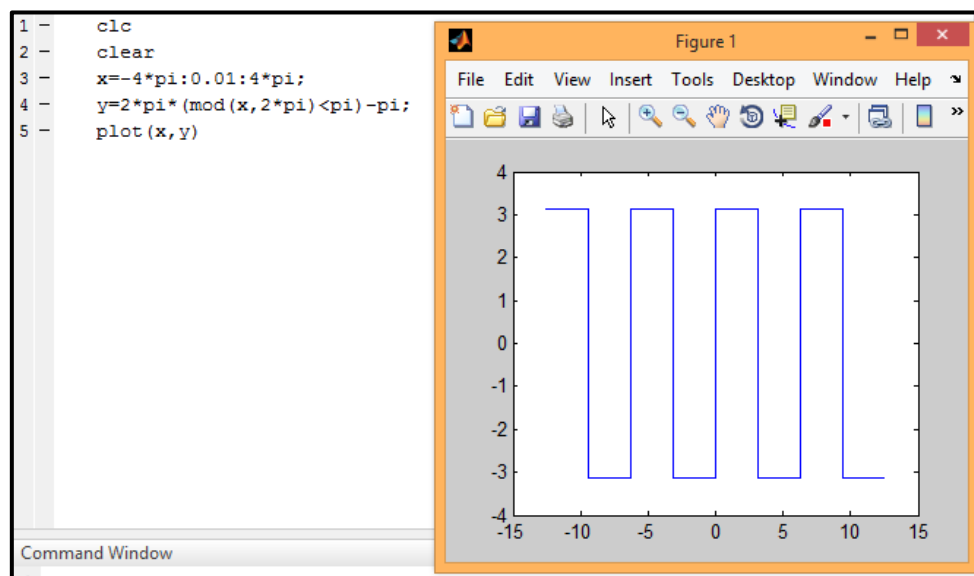 1 – clc
2 – clear
3 – x=-4*pi:0.01:4*pi;
4 – y=2*pi*(mod(x,2*pi)<pi)-pi;
5 – plot(x,y)
Command Window
Figure 1
File Edit View Insert Tools Desktop Window Help
4
3
2
1
0
-1
-2
-3
-4
-15 -10 -5 0 5 10 15